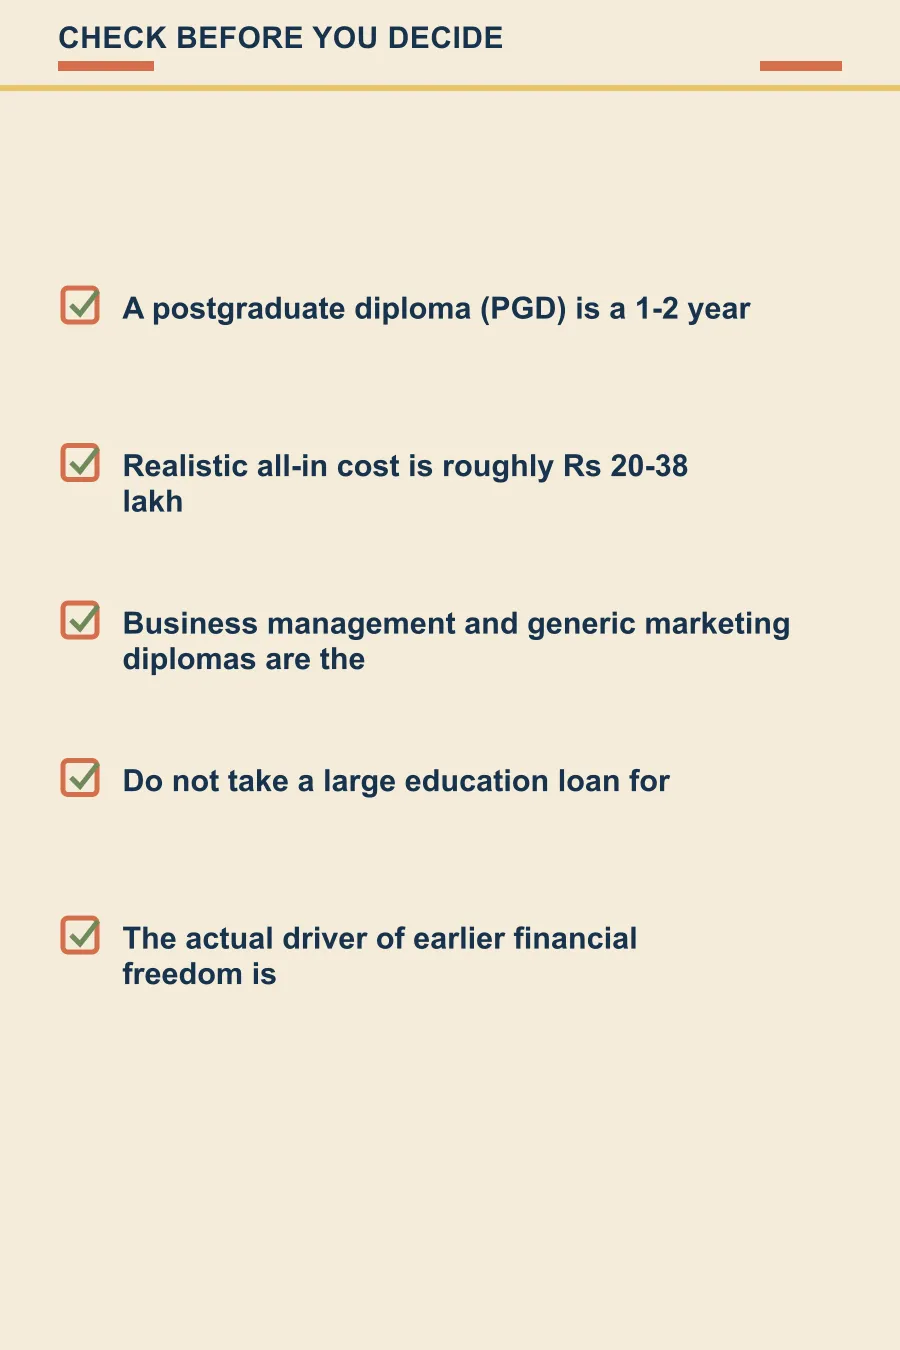 CHECK BEFORE YOU DECIDE
A postgraduate diploma (PGD) is a 1-2 year
Realistic all-in cost is roughly Rs 20-38
lakh
Business management and generic marketing
diplomas are the
Do not take a large education loan for
The actual driver of earlier financial
freedom is